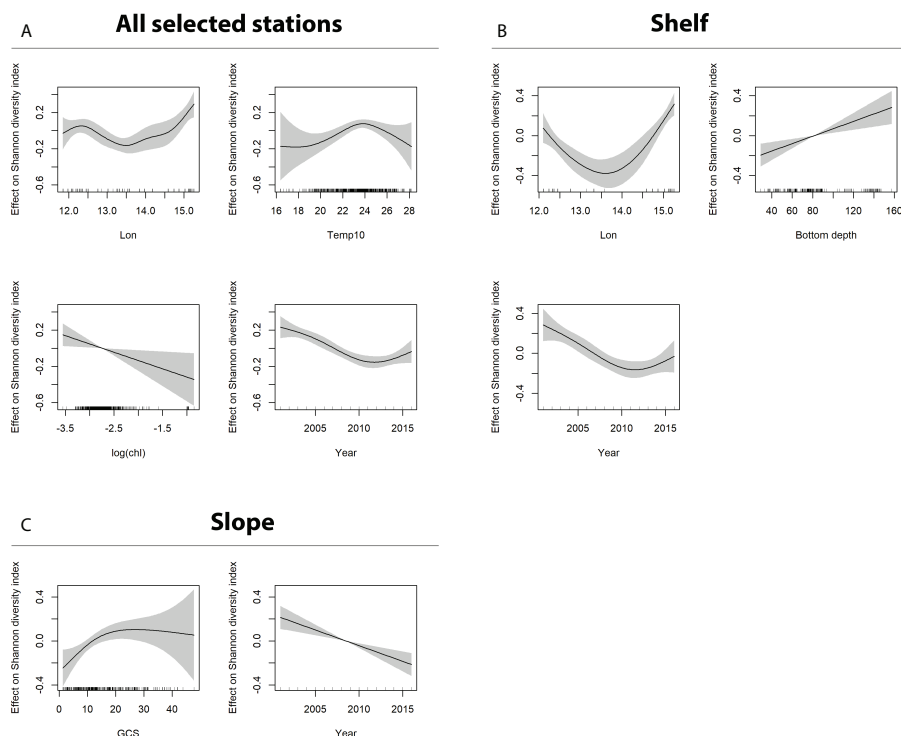 A All selected stations
Effect on Shannon diversity index
0.2
-0.2
-0.6
12.0 13.0 14.0 15.0
Lon
Effect on Shannon diversity index
0.2
-0.2
-0.6
16 18 20 22 24 26 28
Temp10
Effect on Shannon diversity index
0.2
-0.2
-0.6
-3.5 -2.5 -1.5
log(chl)
Effect on Shannon diversity index
0.2
-0.2
-0.6
2005 2010 2015
Year
B Shelf
Effect on Shannon diversity index
0.4
0.0
-0.4
12.0 13.0 14.0 15.0
Lon
Effect on Shannon diversity index
0.4
0.0
-0.4
40 60 80 120 160
Bottom depth
Effect on Shannon diversity index
0.4
0.0
-0.4
2005 2010 2015
Year
C Slope
Effect on Shannon diversity index
0.4
0.0
-0.4
0 10 20 30 40
GCS
Effect on Shannon diversity index
0.4
0.0
-0.4
2005 2010 2015
Year